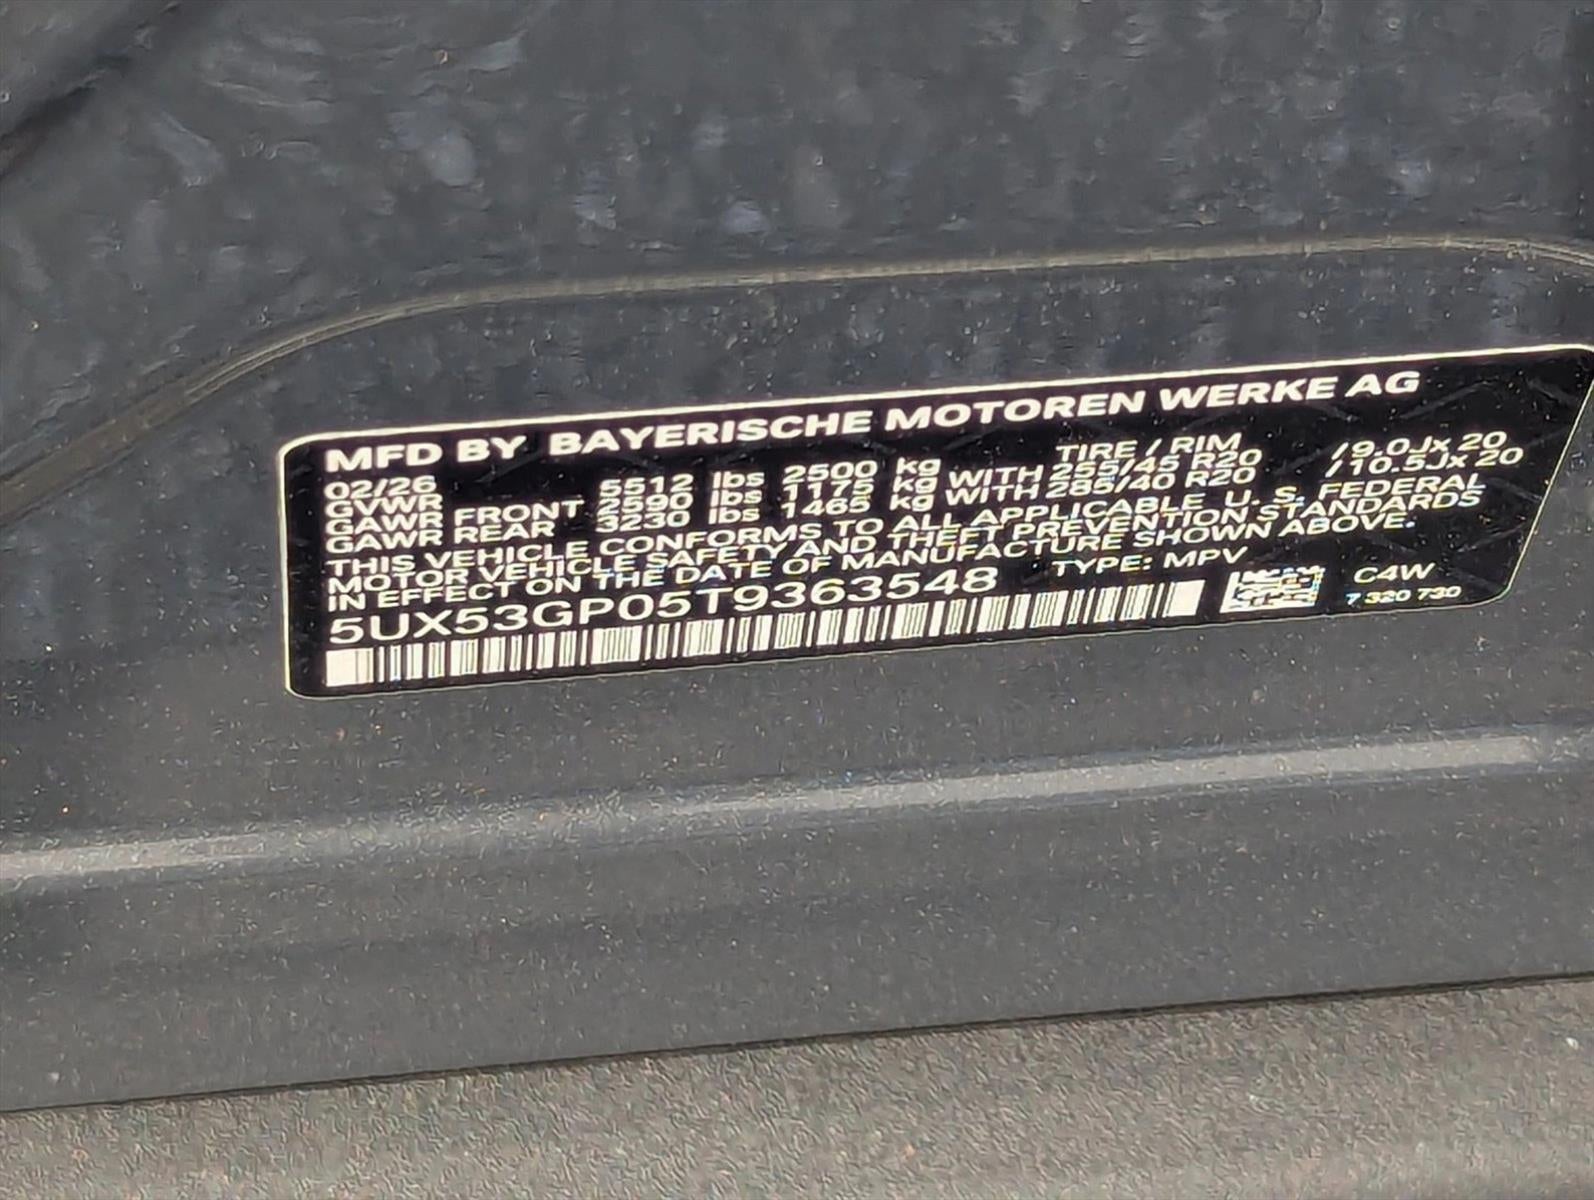 MFD BY BAYERISCHE MOTOREN WERKE AG
02/26 TIRE / RIM
GVWR 5512 lbs 2500 kg
GAWR FRONT 2590 lbs 1175 kg WITH 255/45 R20 /9.0Jx20
GAWR REAR 3230 lbs 1465 kg WITH 285/40 R20 /10.5Jx20
THIS VEHICLE CONFORMS TO ALL APPLICABLE U. S. FEDERAL
MOTOR VEHICLE SAFETY AND THEFT PREVENTION STANDARDS
IN EFFECT ON THE DATE OF MANUFACTURE SHOWN ABOVE.
5UX53GP05T9363548 TYPE: MPV
C4W
7 320 730